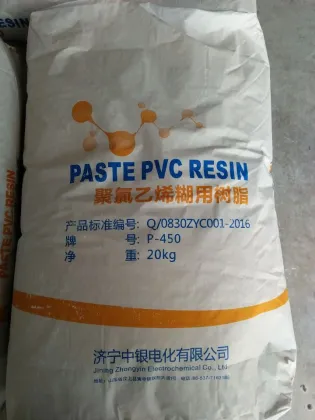 PASTE PVC RESIN
聚氯乙烯糊用树脂
产品标准编号: Q/0830ZYC001-2016
牌 号: P-450
净 重: 20kg
济宁中银电化有限公司
Jining Zhongyin Electrochemical Co., Ltd